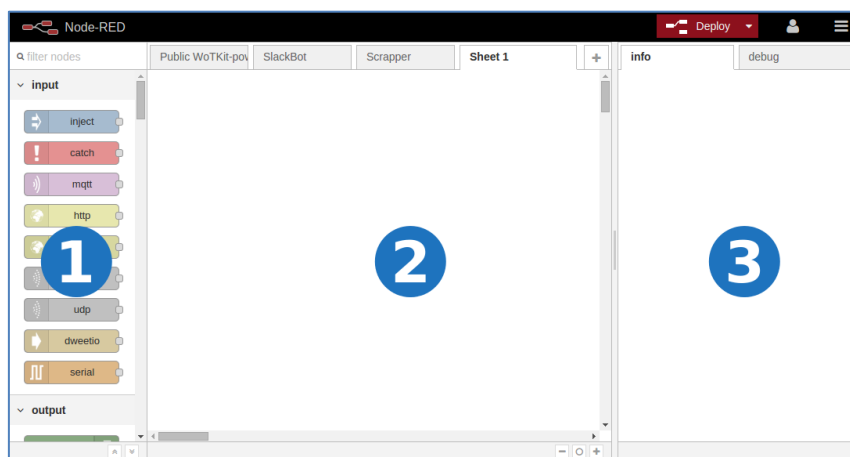 Node-RED
Deploy
filter nodes
Public WoTKit-pov
SlackBot
Scrapper
Sheet 1
+
info
debug
input
inject
catch
mqtt
http
udp
dweetio
serial
output
1
2
3